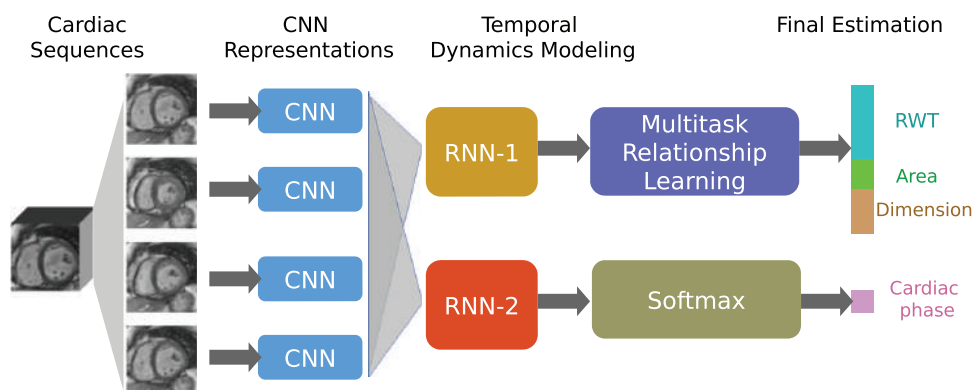 Cardiac
Sequences
CNN
Representations
Temporal
Dynamics Modeling
Final Estimation
CNN
CNN
CNN
CNN
RNN-1
Multitask
Relationship
Learning
RWT
Area
Dimension
RNN-2
Softmax
Cardiac
phase